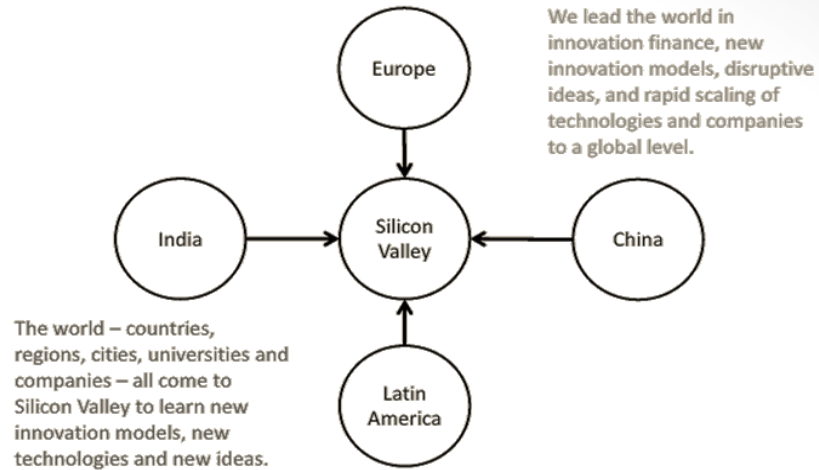 Europe
We lead the world in
innovation finance, new
innovation models, disruptive
ideas, and rapid scaling of
technologies and companies
to a global level.
India
Silicon
Valley
China
The world – countries,
regions, cities, universities and
companies – all come to
Silicon Valley to learn new
innovation models, new
technologies and new ideas.
Latin
America